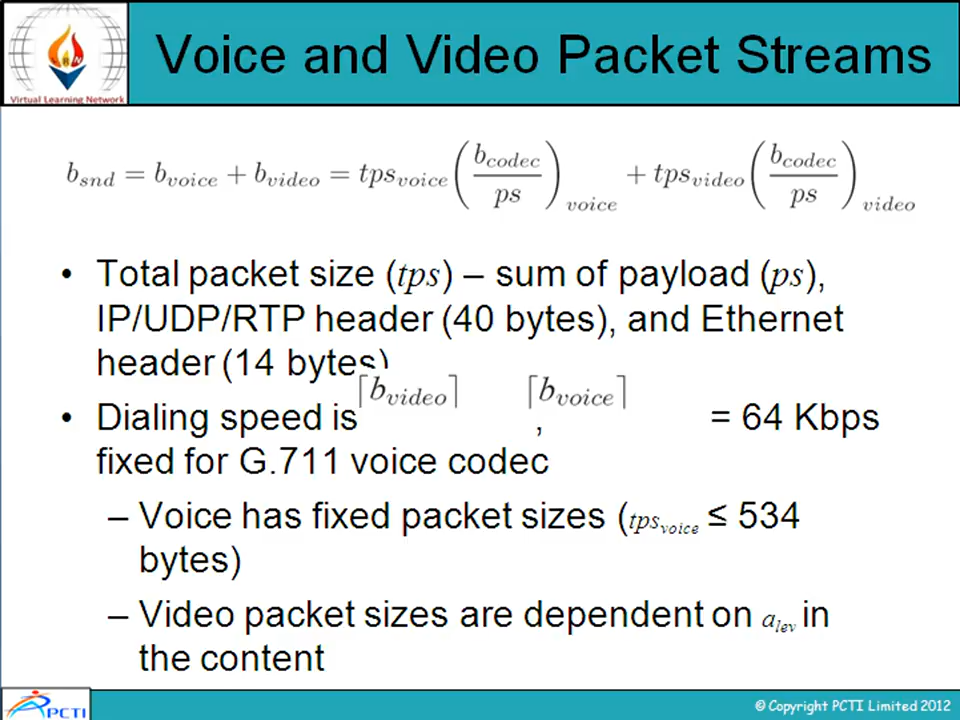 Voice and Video Packet Streams
Virtual Learning Network
b_snd = b_voice + b_video = tps_voice (b_codec / ps)_voice + tps_video (b_codec / ps)_video
• Total packet size (tps) – sum of payload (ps),
IP/UDP/RTP header (40 bytes), and Ethernet
header (14 bytes)
• Dialing speed is ⌈b_video⌉ , ⌈b_voice⌉ = 64 Kbps
fixed for G.711 voice codec
– Voice has fixed packet sizes (tps_voice ≤ 534
bytes)
– Video packet sizes are dependent on a_lev in
the content
PCTI
© Copyright PCTI Limited 2012